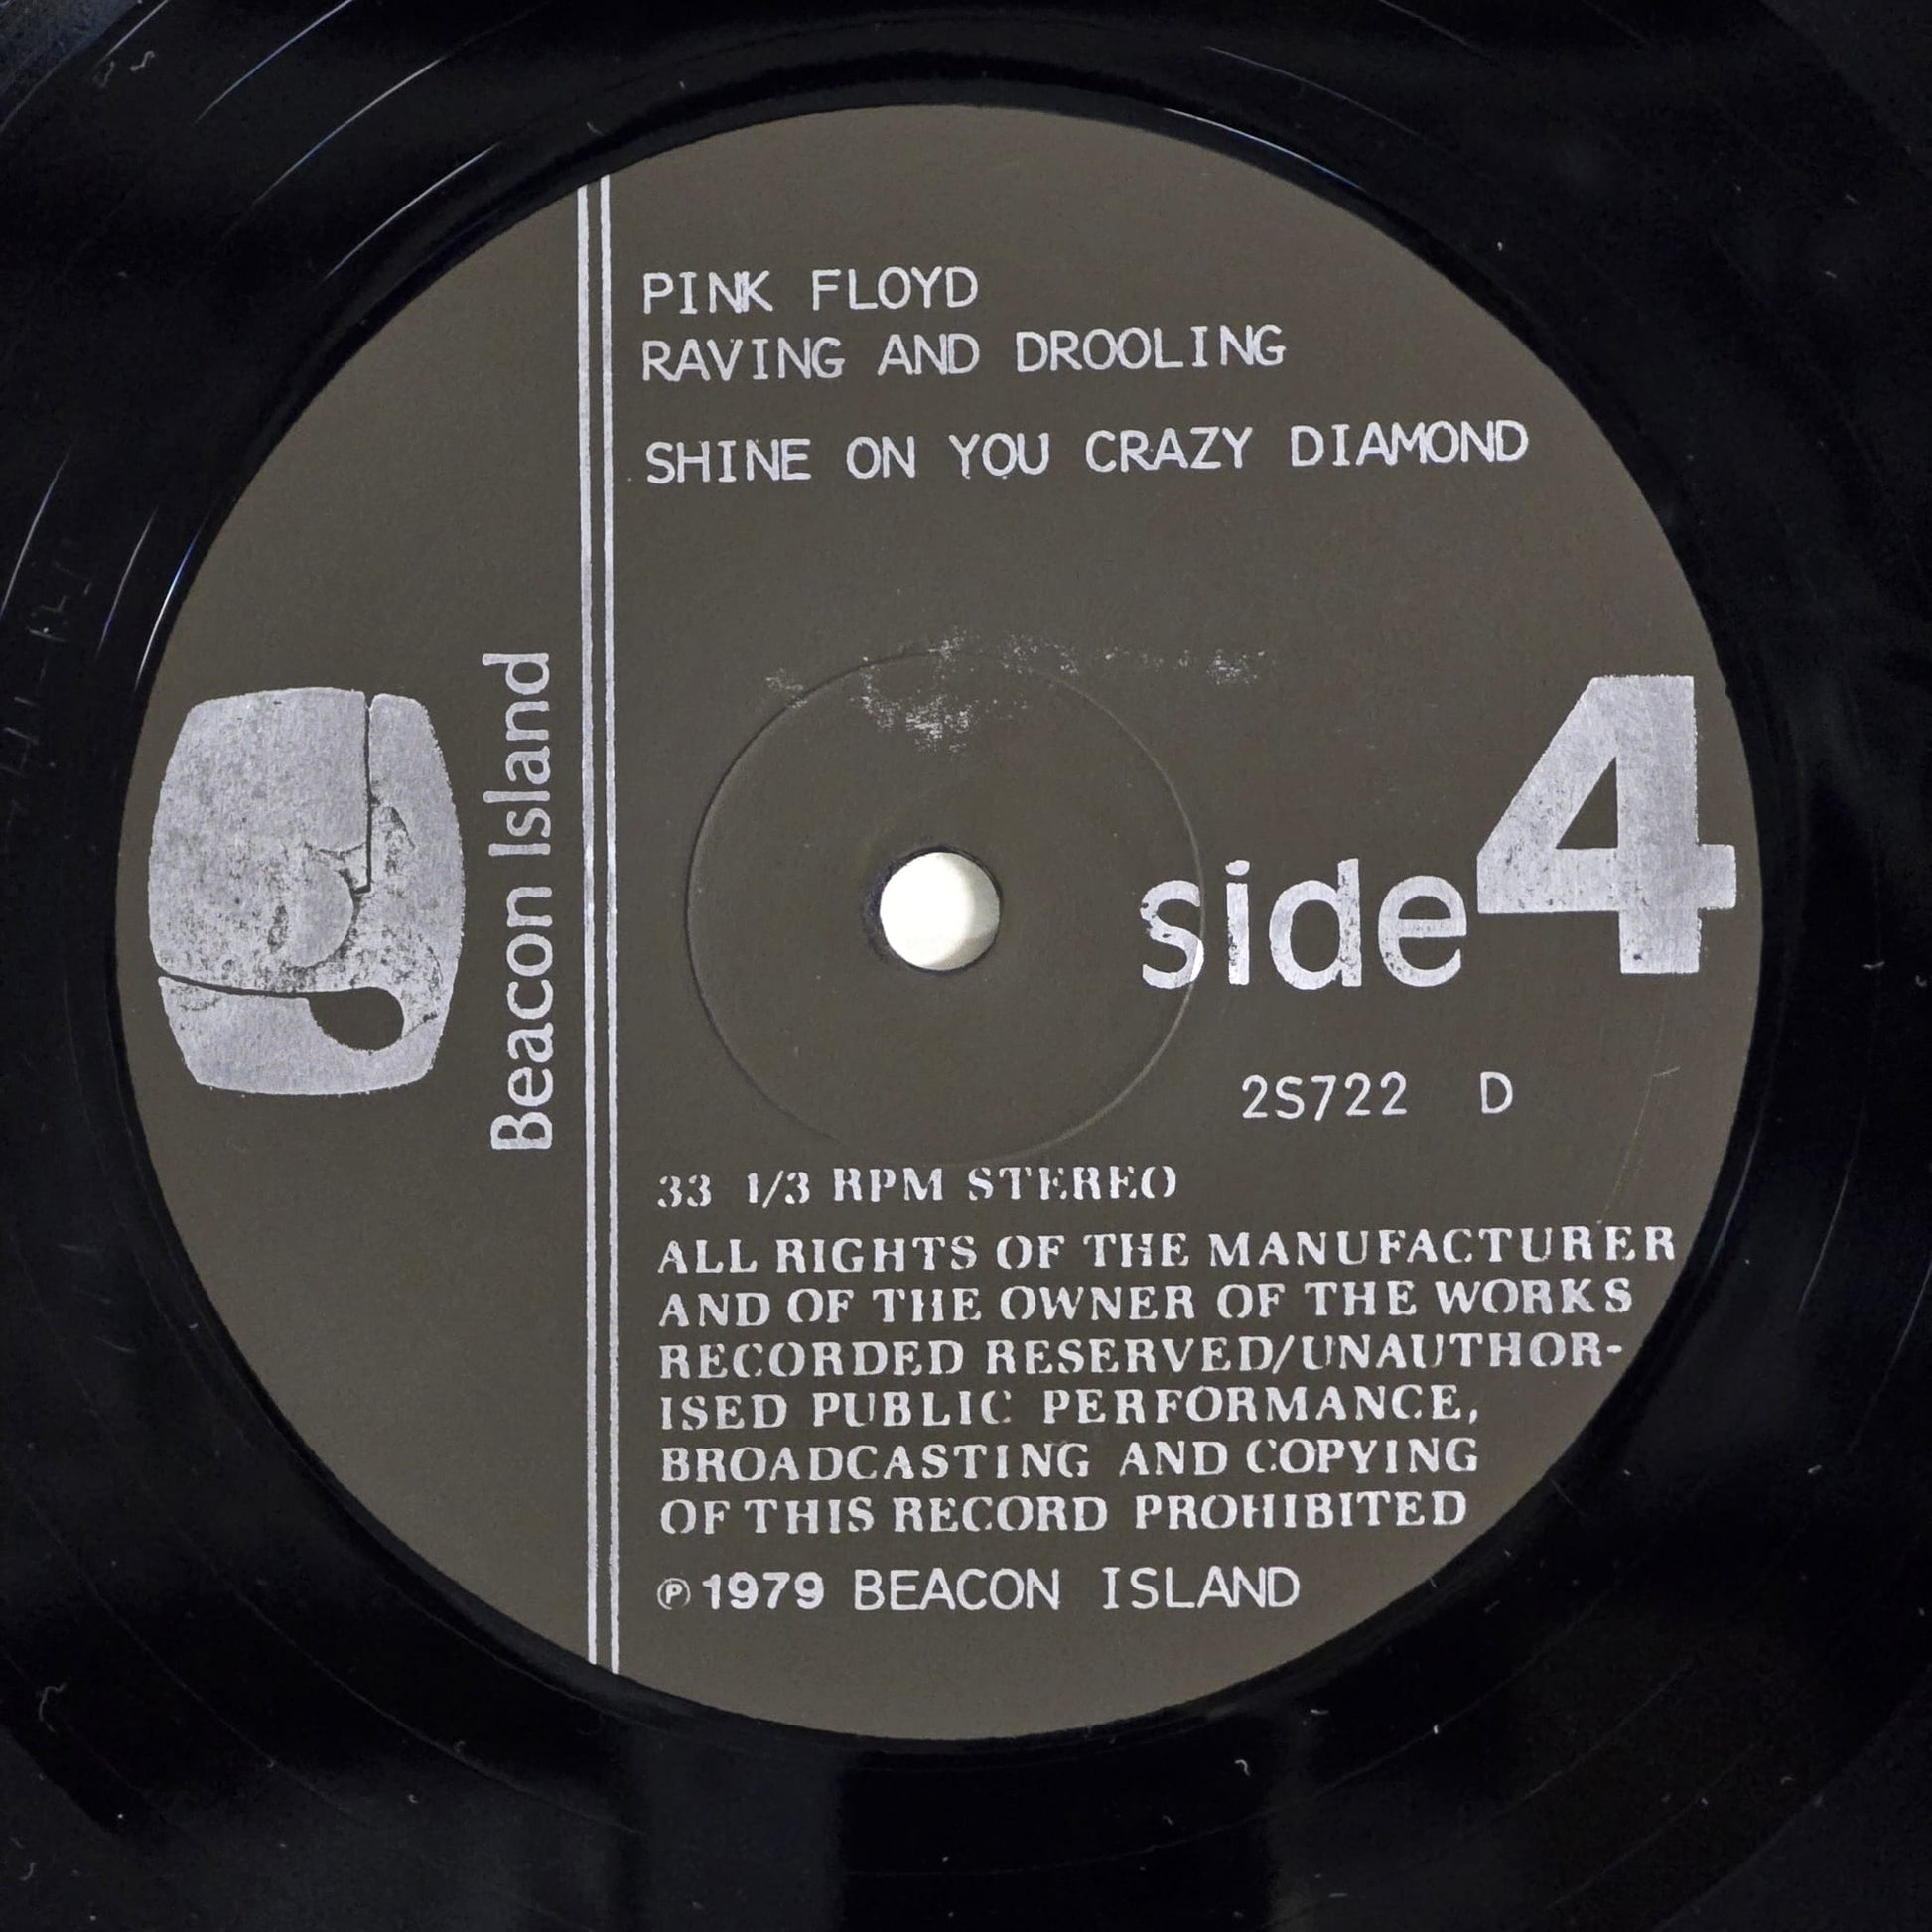 PINK FLOYD
RAVING AND DROOLING
SHINE ON YOU CRAZY DIAMOND
Beacon Island
side 4
2S722 D
33 1/3 RPM STEREO
ALL RIGHTS OF THE MANUFACTURER
AND OF THE OWNER OF THE WORKS
RECORDED RESERVED/UNAUTHOR-
ISED PUBLIC PERFORMANCE,
BROADCASTING AND COPYING
OF THIS RECORD PROHIBITED
℗1979 BEACON ISLAND